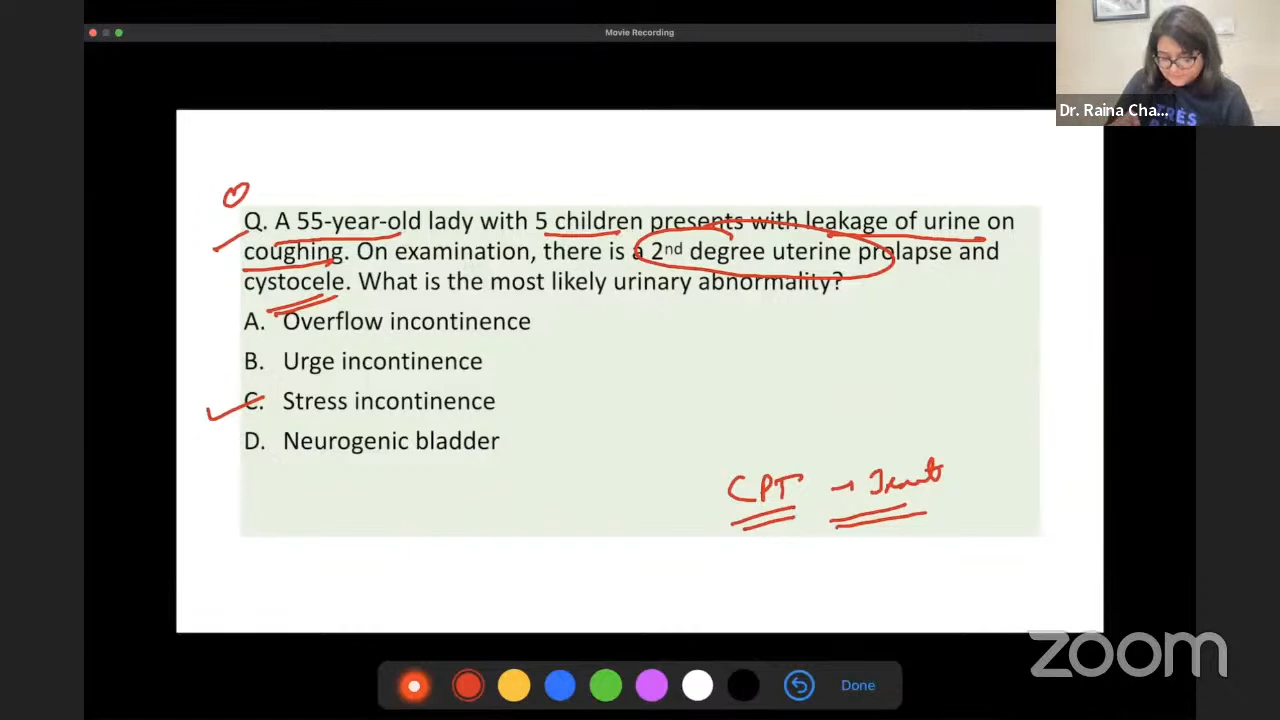 Movie Recording
Dr. Raina Cha...
Q. A 55-year-old lady with 5 children presents with leakage of urine on
coughing. On examination, there is a 2nd degree uterine prolapse and
cystocele. What is the most likely urinary abnormality?
A. Overflow incontinence
B. Urge incontinence
C. Stress incontinence
D. Neurogenic bladder
CPT →
zoom
Done